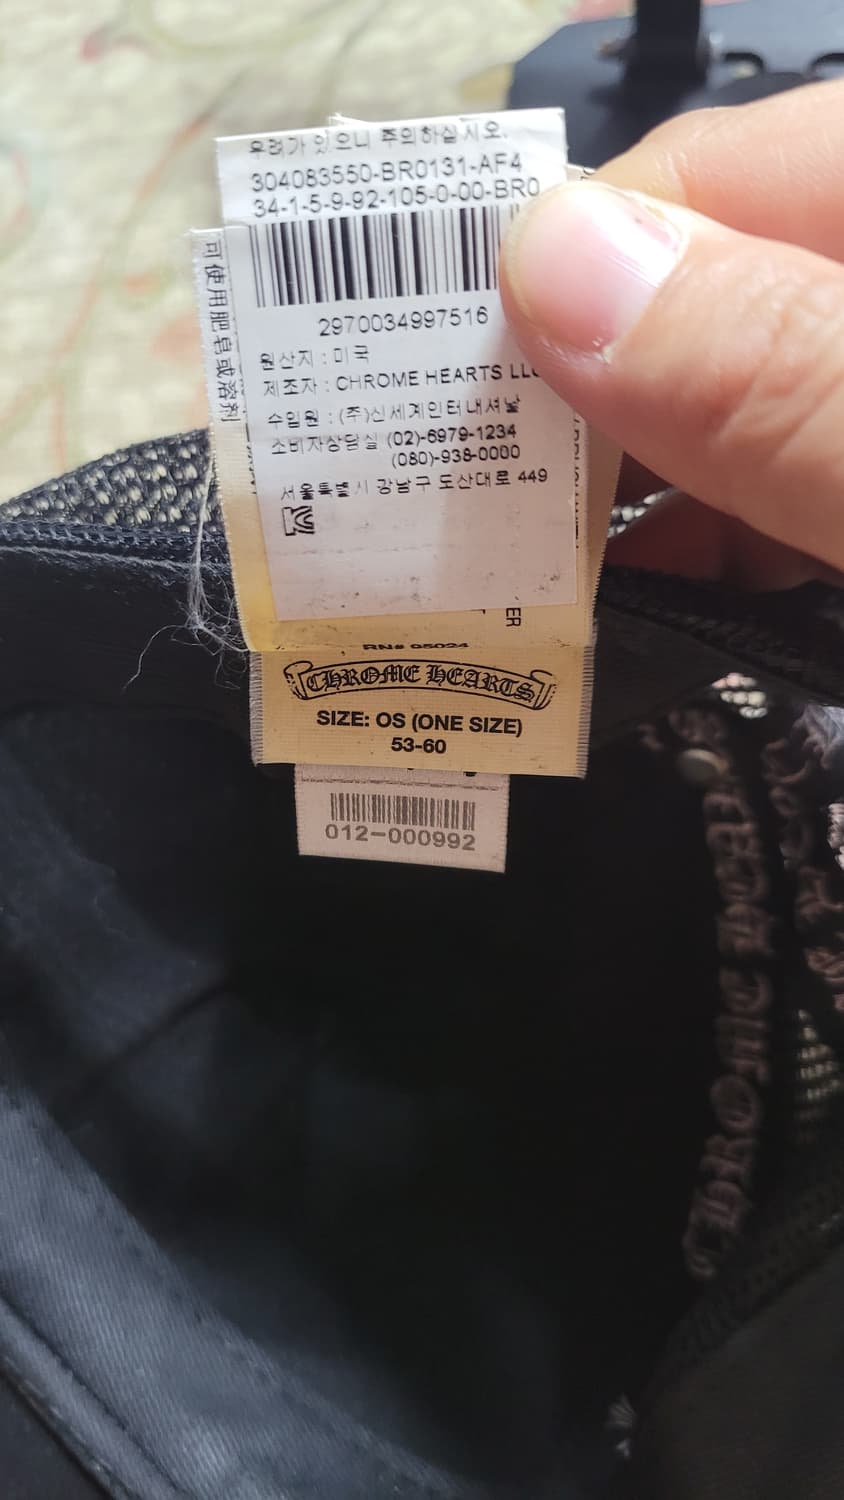 우려가 있으니 주의하십시오.
304083550-BR0131-AF4
34-1-5-9-92-105-0-00-BR0
2970034997516
원산지 : 미국
제조자 : CHROME HEARTS LLC
수입원 : (주)신세계인터내셔날
소비자상담실 (02)-6979-1234
(080)-938-0000
서울특별시 강남구 도산대로 449
可使用肥皂或溶剂
ER
RN# 95024
CHROME HEARTS
SIZE: OS (ONE SIZE)
53-60
012-000992
CHROME HEARTS